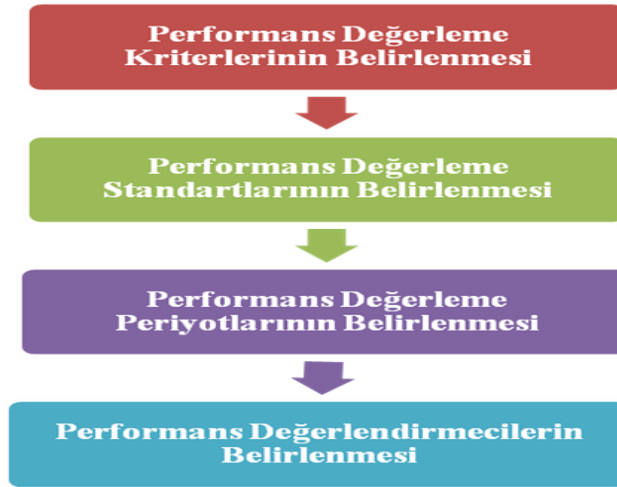 Performans Değerleme
Kriterlerinin Belirlenmesi
Performans Değerleme
Standartlarının Belirlenmesi
Performans Değerleme
Periyotlarının Belirlenmesi
Performans Değerlendirmecilerin
Belirlenmesi